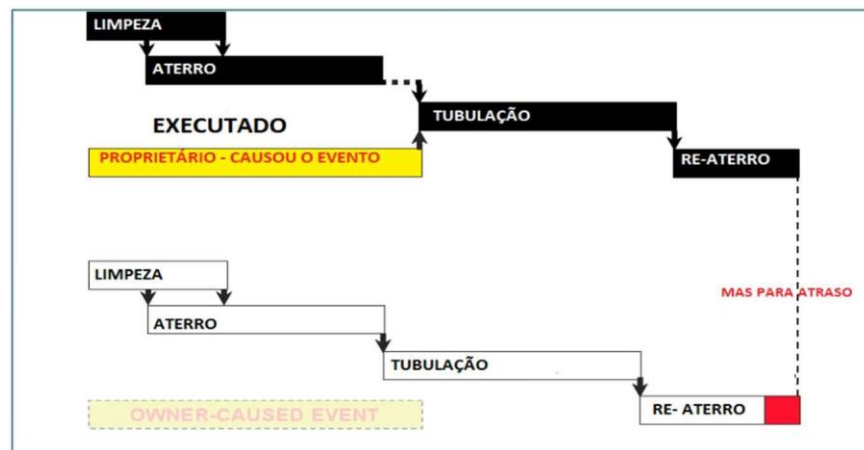 LIMPEZA
ATERRO
TUBULAÇÃO
EXECUTADO
PROPRIETÁRIO - CAUSOU O EVENTO
RE-ATERRO
LIMPEZA
MAS PARA ATRASO
ATERRO
TUBULAÇÃO
RE- ATERRO
OWNER-CAUSED EVENT